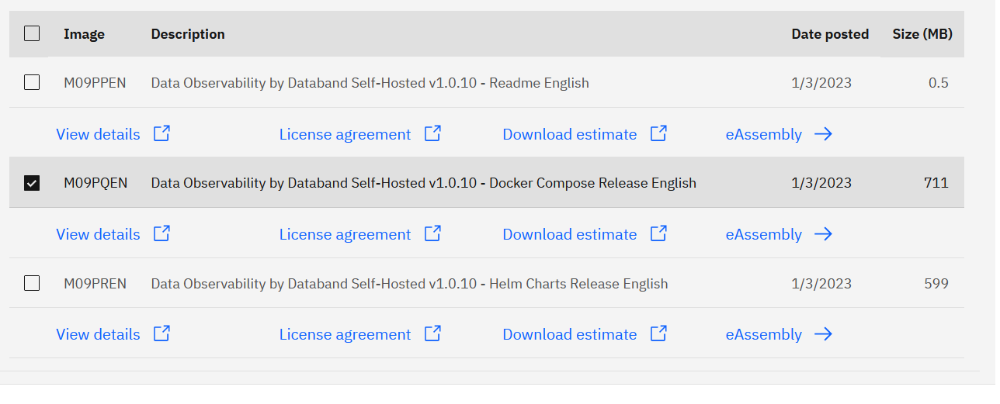 Image Description Date posted Size (MB)
M09PPEN Data Observability by Databand Self-Hosted v1.0.10 - Readme English 1/3/2023 0.5
View details License agreement Download estimate eAssembly
M09PQEN Data Observability by Databand Self-Hosted v1.0.10 - Docker Compose Release English 1/3/2023 711
View details License agreement Download estimate eAssembly
M09PREN Data Observability by Databand Self-Hosted v1.0.10 - Helm Charts Release English 1/3/2023 599
View details License agreement Download estimate eAssembly